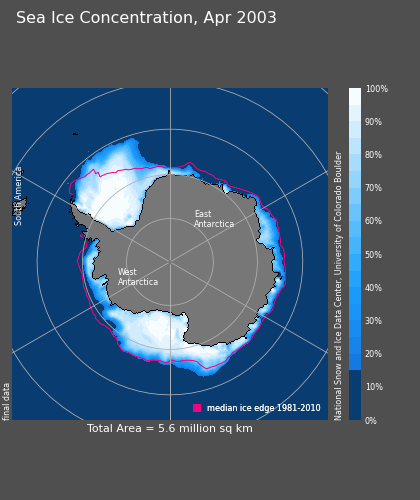 Sea Ice Concentration, Apr 2003
100%
90%
80%
70%
60%
50%
40%
30%
20%
10%
0%
South America
East
Antarctica
West
Antarctica
National Snow and Ice Data Center, University of Colorado Boulder
final data
median ice edge 1981-2010
Total Area = 5.6 million sq km